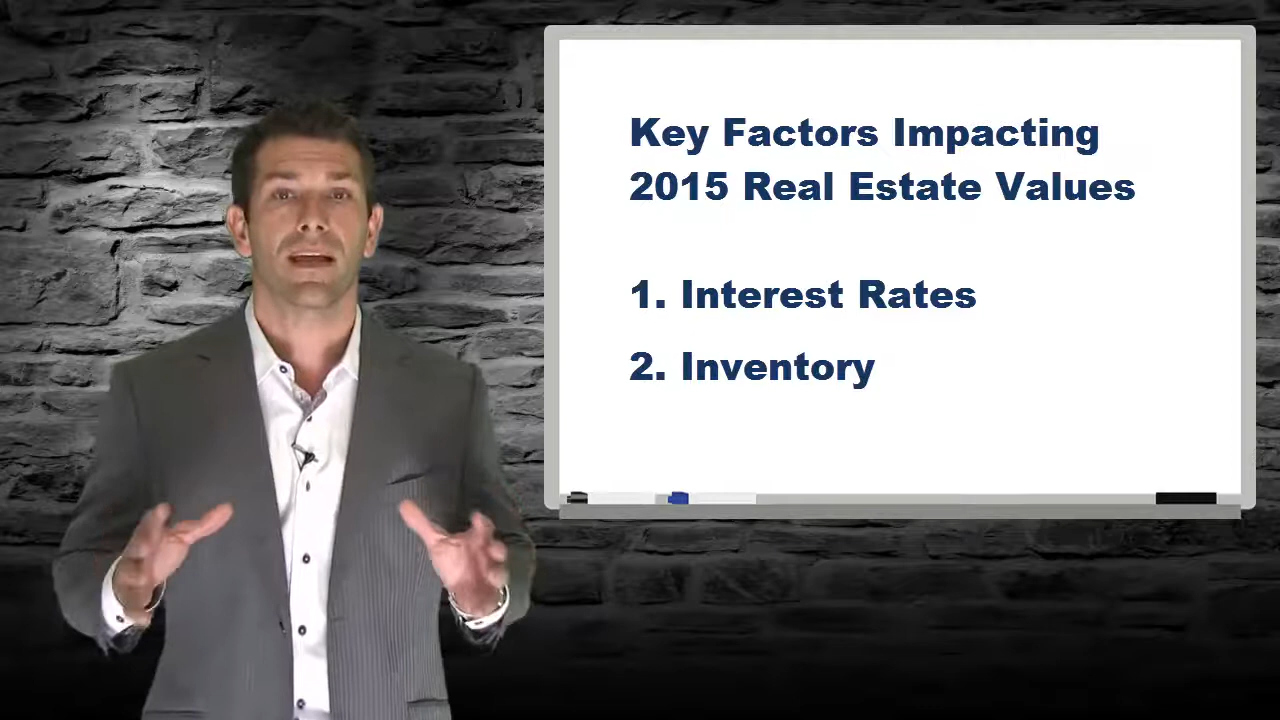 Key Factors Impacting
2015 Real Estate Values
1. Interest Rates
2. Inventory